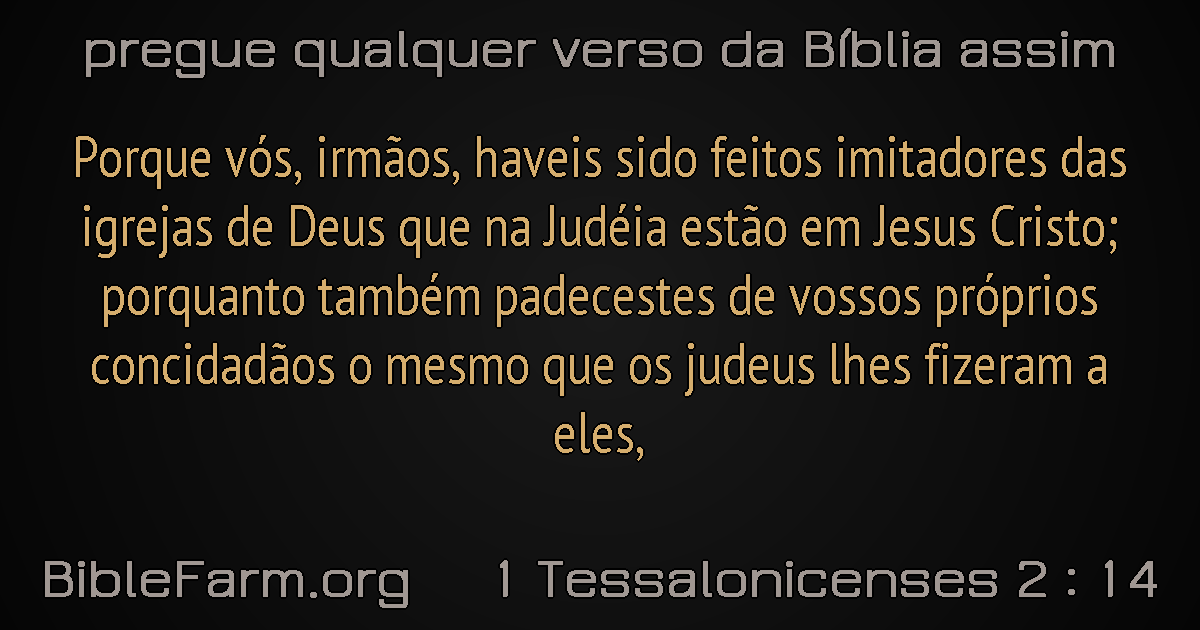 pregue qualquer verso da Bíblia assim
Porque vós, irmãos, haveis sido feitos imitadores das
igrejas de Deus que na Judéia estão em Jesus Cristo;
porquanto também padecestes de vossos próprios
concidadãos o mesmo que os judeus lhes fizeram a
eles,
BibleFarm.org 1 Tessalonicenses 2 : 14